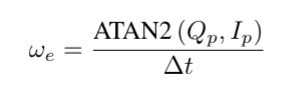 ω_e = ATAN2 (Q_p, I_p) / Δt